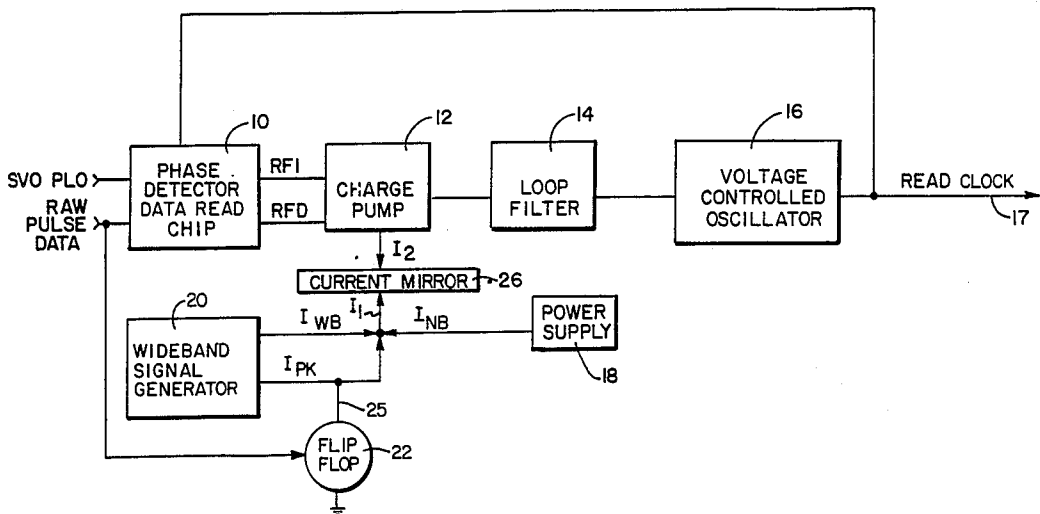 10
12
14
16
SVO PLO
RAW
PULSE
DATA
PHASE
DETECTOR
DATA READ
CHIP
RFI
RFD
CHARGE
PUMP
LOOP
FILTER
VOLTAGE
CONTROLLED
OSCILLATOR
READ CLOCK
17
I2
CURRENT MIRROR
26
20
WIDEBAND
SIGNAL
GENERATOR
IWB
I1
INB
POWER
SUPPLY
18
IPK
25
FLIP
FLOP
22